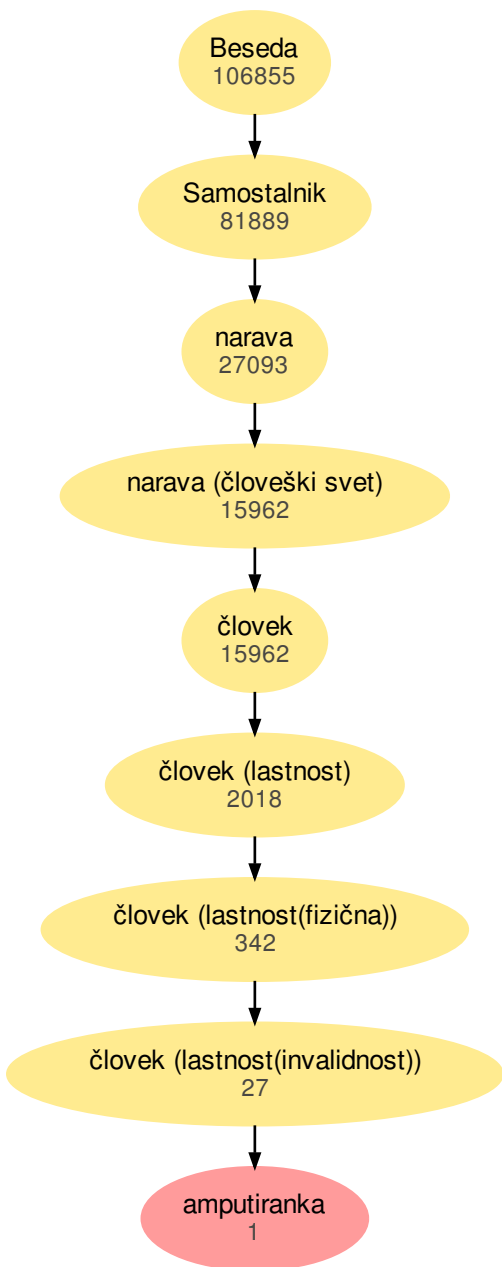 Beseda
106855
Samostalnik
81889
narava
27093
narava (človeški svet)
15962
človek
15962
človek (lastnost)
2018
človek (lastnost(fizična))
342
človek (lastnost(invalidnost))
27
amputiranka
1